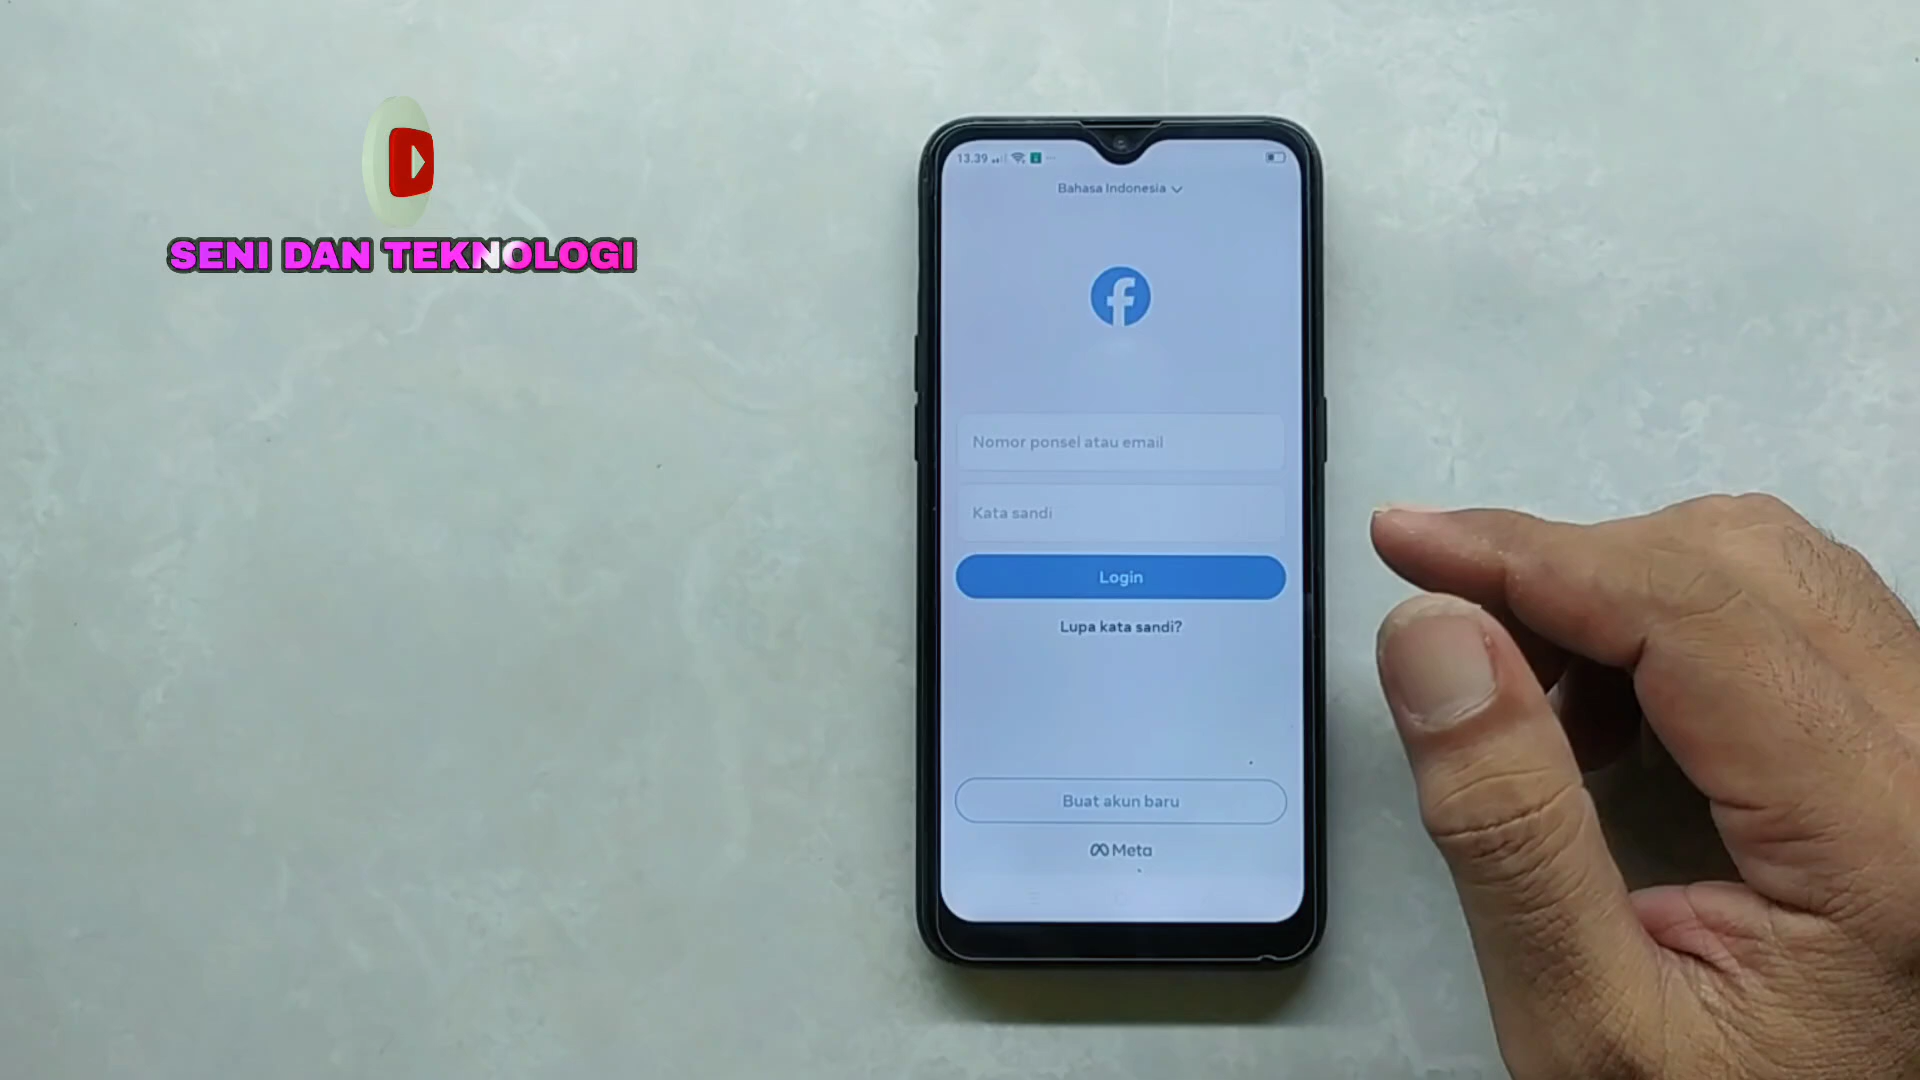 SENI DAN TEKNOLOGI
13.39
Bahasa Indonesia
Nomor ponsel atau email
Kata sandi
Login
Lupa kata sandi?
Buat akun baru
Meta